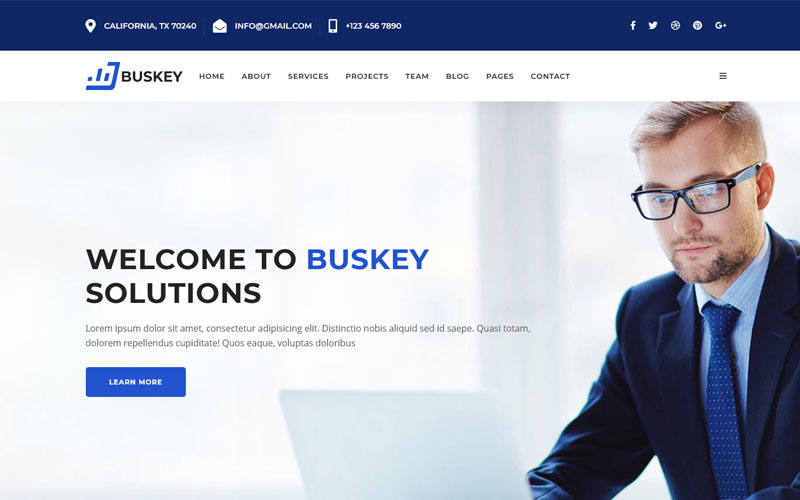 CALIFORNIA, TX 70240 INFO@GMAIL.COM +123 456 7890
BUSKEY HOME ABOUT SERVICES PROJECTS TEAM BLOG PAGES CONTACT
WELCOME TO BUSKEY
SOLUTIONS
Lorem ipsum dolor sit amet, consectetur adipisicing elit. Distinctio nobis aliquid sed id saepe. Quasi totam,
dolorem repellendus cupiditate! Quos eaque, voluptas doloribus
LEARN MORE